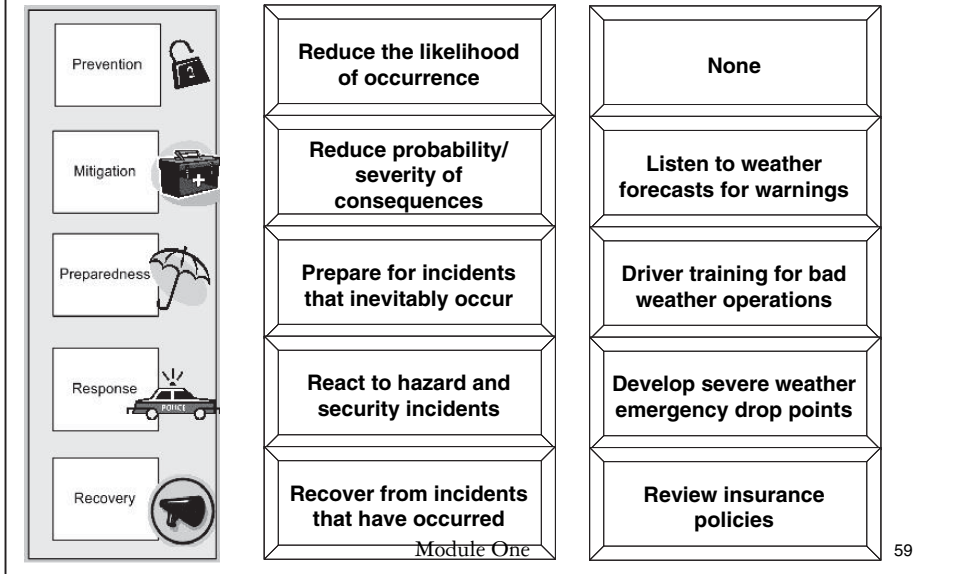 Prevention
Reduce the likelihood
of occurrence
None
Mitigation
Reduce probability/
severity of
consequences
Listen to weather
forecasts for warnings
Preparedness
Prepare for incidents
that inevitably occur
Driver training for bad
weather operations
Response
POLICE
React to hazard and
security incidents
Develop severe weather
emergency drop points
Recovery
Recover from incidents
that have occurred
Review insurance
policies
Module One
59